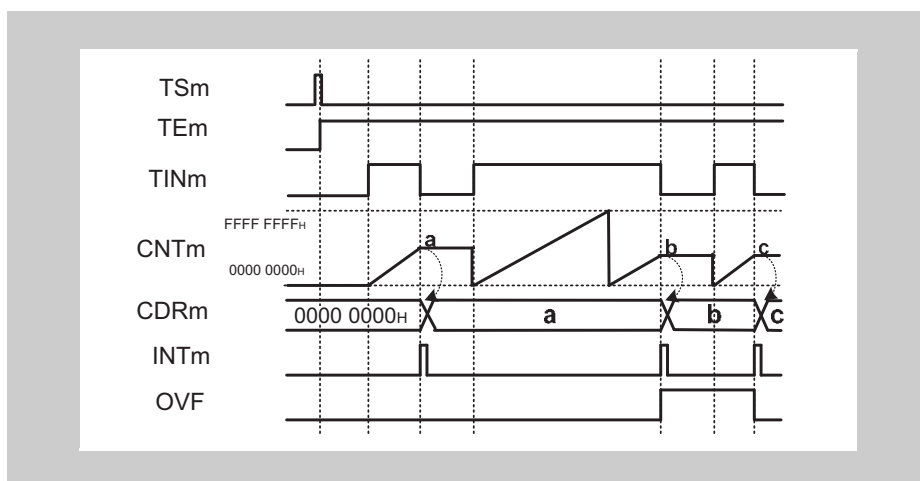 TSm
TEm
TINm
FFFF FFFFH
CNTm
a
b
c
0000 0000H
CDRm
0000 0000H
a
b
c
INTm
OVF